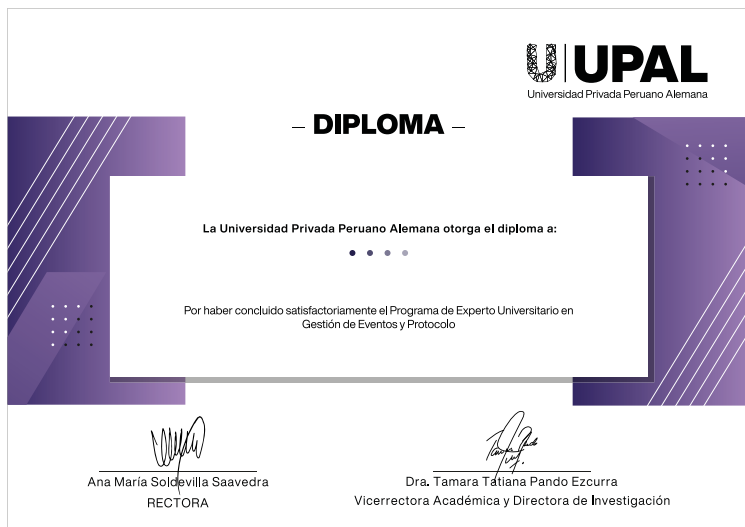 UPAL
Universidad Privada Peruano Alemana
– DIPLOMA –
La Universidad Privada Peruano Alemana otorga el diploma a:
Por haber concluido satisfactoriamente el Programa de Experto Universitario en
Gestión de Eventos y Protocolo
Ana María Soldevilla Saavedra
RECTORA
Dra. Tamara Tatiana Pando Ezcurra
Vicerrectora Académica y Directora de Investigación